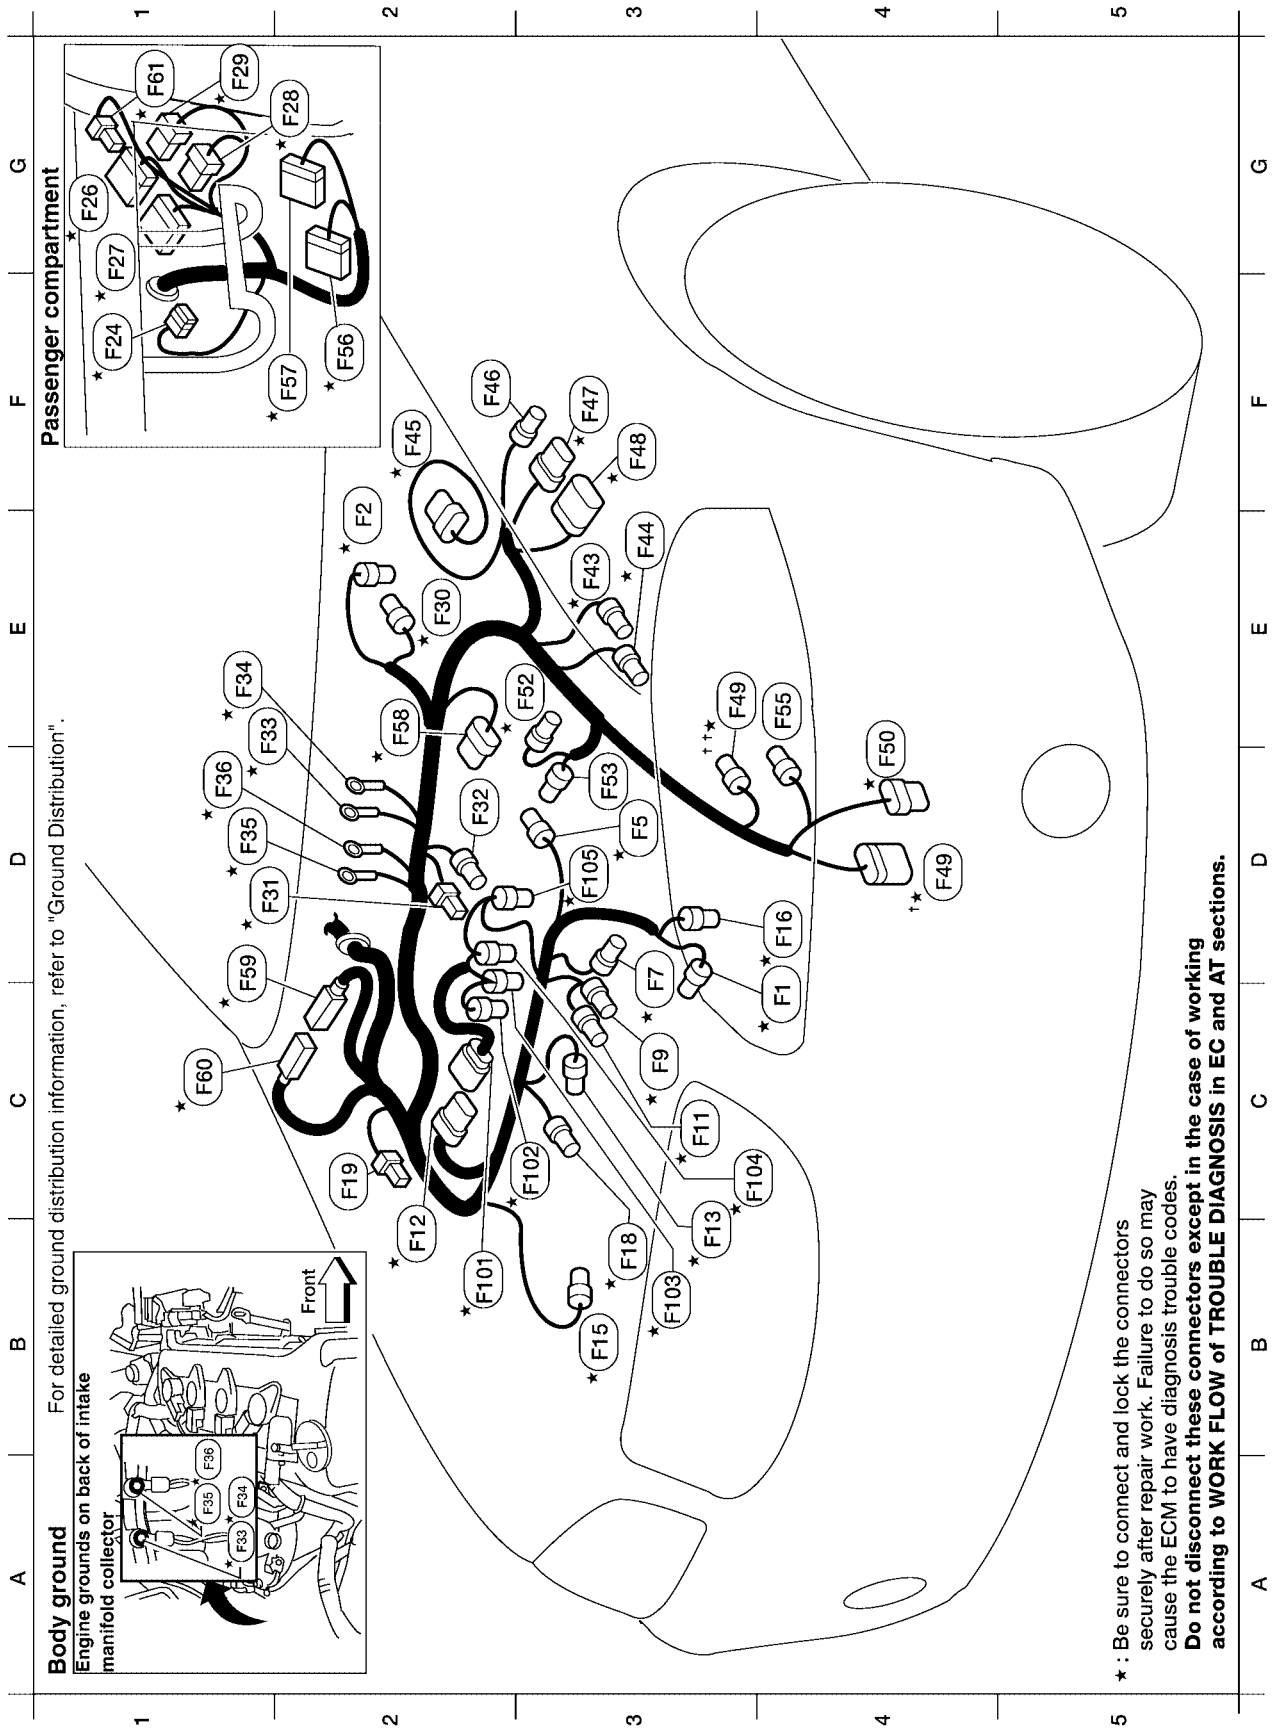 A B C D E F G
1
2
3
4
5
Body ground
For detailed ground distribution information, refer to "Ground Distribution".
Engine grounds on back of intake
manifold collector
★ F33
★ F34
★ F35
★ F36
Front
Passenger compartment
★ F24
★ F27
★ F26
★ F61
★ F29
★ F28
★ F57
★ F56
★ F60
★ F59
★ F31
★ F35
★ F36
★ F33
★ F34
★ F2
★ F30
★ F45
F46
★ F47
★ F48
★ F43
★ F44
★ F58
★ F52
F53
F32
★ F5
★ F105
F19
★ F12
★ F101
★ F102
★ F15
★ F18
★ F103
★ F13
★ F104
★ F11
★ F9
★ F7
★ F1
★ F16
††★ F49
F55
★ F50
†★ F49
★ : Be sure to connect and lock the connectors
securely after repair work. Failure to do so may
cause the ECM to have diagnosis trouble codes.
Do not disconnect these connectors except in the case of working
according to WORK FLOW of TROUBLE DIAGNOSIS in EC and AT sections.
1
2
3
4
5
A B C D E F G